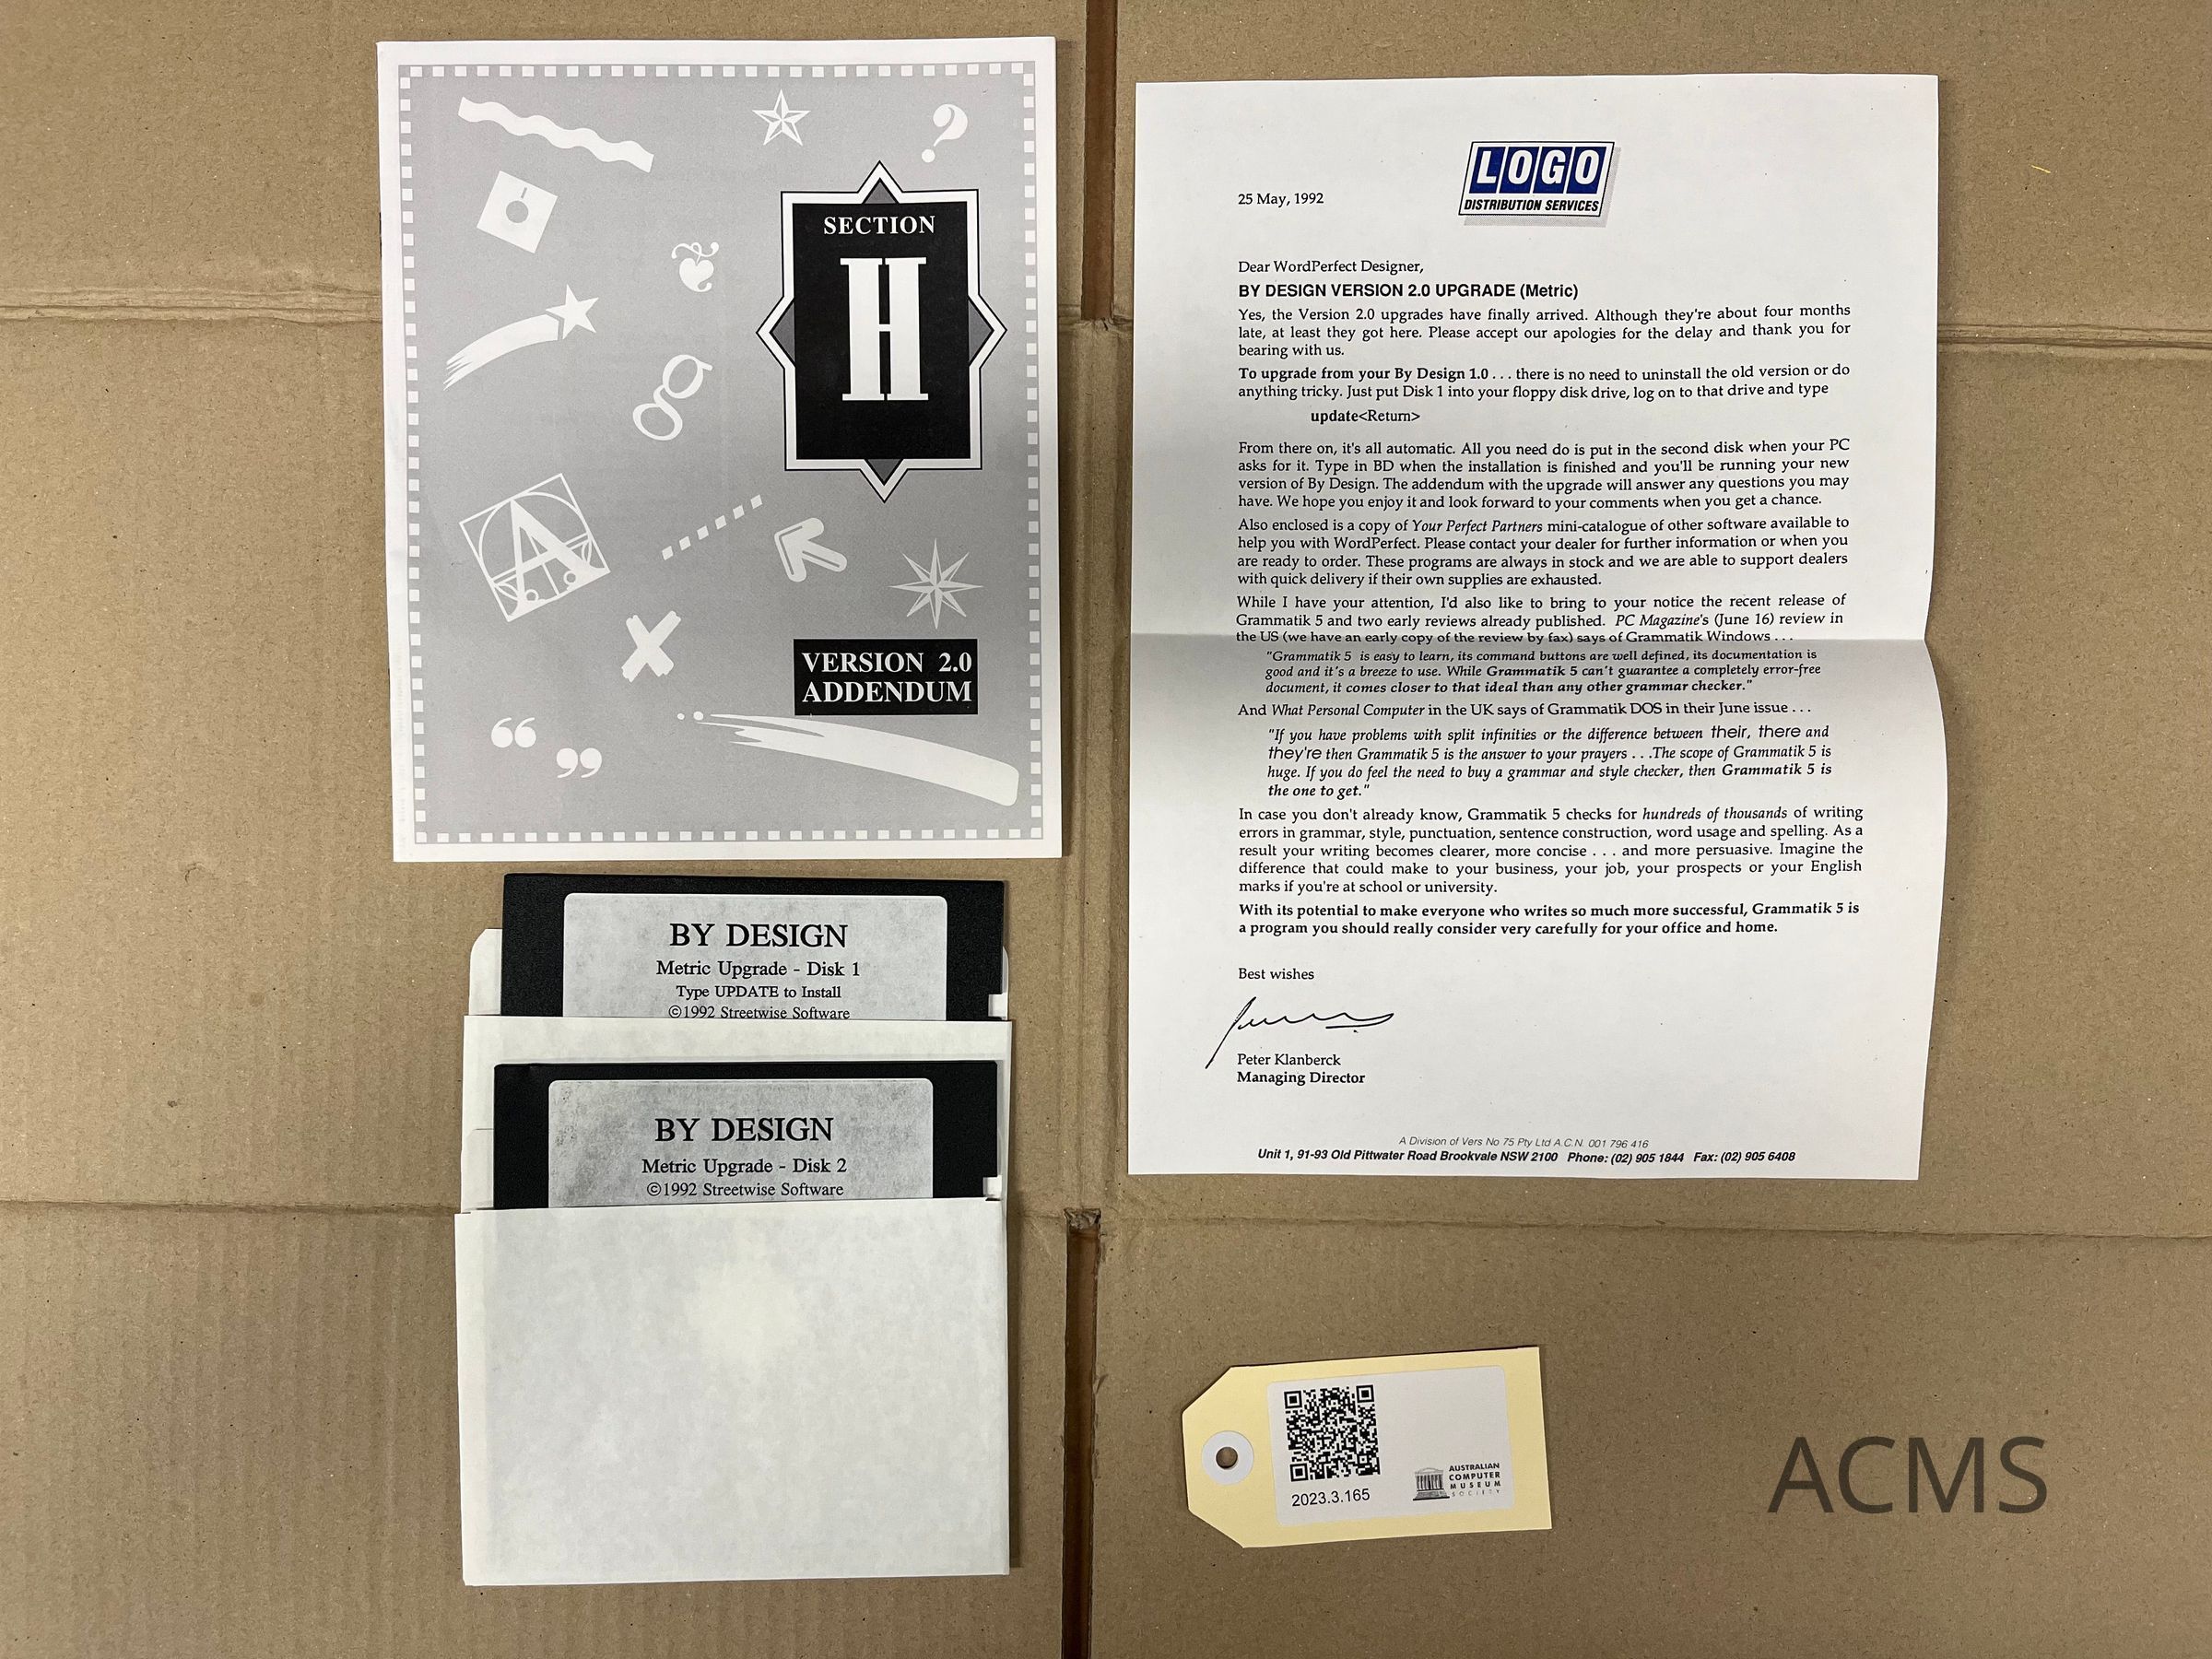 SECTION
H
VERSION 2.0
ADDENDUM
?
g
A
“ ”
BY DESIGN
Metric Upgrade - Disk 1
Type UPDATE to Install
©1992 Streetwise Software
BY DESIGN
Metric Upgrade - Disk 2
©1992 Streetwise Software
LOGO
DISTRIBUTION SERVICES
25 May, 1992
Dear WordPerfect Designer,
BY DESIGN VERSION 2.0 UPGRADE (Metric)
Yes, the Version 2.0 upgrades have finally arrived. Although they're about four months
late, at least they got here. Please accept our apologies for the delay and thank you for
bearing with us.
To upgrade from your By Design 1.0 . . . there is no need to uninstall the old version or do
anything tricky. Just put Disk 1 into your floppy disk drive, log on to that drive and type
update<Return>
From there on, it's all automatic. All you need do is put in the second disk when your PC
asks for it. Type in BD when the installation is finished and you'll be running your new
version of By Design. The addendum with the upgrade will answer any questions you may
have. We hope you enjoy it and look forward to your comments when you get a chance.
Also enclosed is a copy of Your Perfect Partners mini-catalogue of other software available to
help you with WordPerfect. Please contact your dealer for further information or when you
are ready to order. These programs are always in stock and we are able to support dealers
with quick delivery if their own supplies are exhausted.
While I have your attention, I'd also like to bring to your notice the recent release of
Grammatik 5 and two early reviews already published. PC Magazine's (June 16) review in
the US (we have an early copy of the review by fax) says of Grammatik Windows . . .
"Grammatik 5 is easy to learn, its command buttons are well defined, its documentation is
good and it's a breeze to use. While Grammatik 5 can't guarantee a completely error-free
document, it comes closer to that ideal than any other grammar checker."
And What Personal Computer in the UK says of Grammatik DOS in their June issue . . .
"If you have problems with split infinities or the difference between their, there and
they're then Grammatik 5 is the answer to your prayers . . .The scope of Grammatik 5 is
huge. If you do feel the need to buy a grammar and style checker, then Grammatik 5 is
the one to get."
In case you don't already know, Grammatik 5 checks for hundreds of thousands of writing
errors in grammar, style, punctuation, sentence construction, word usage and spelling. As a
result your writing becomes clearer, more concise . . . and more persuasive. Imagine the
difference that could make to your business, your job, your prospects or your English
marks if you're at school or university.
With its potential to make everyone who writes so much more successful, Grammatik 5 is
a program you should really consider very carefully for your office and home.
Best wishes
Peter Klanberck
Managing Director
A Division of Vers No 75 Pty Ltd A.C.N. 001 796 416
Unit 1, 91-93 Old Pittwater Road Brookvale NSW 2100 Phone: (02) 905 1844 Fax: (02) 905 6408
2023.3.165
AUSTRALIAN
COMPUTER
MUSEUM
SOCIETY
ACMS